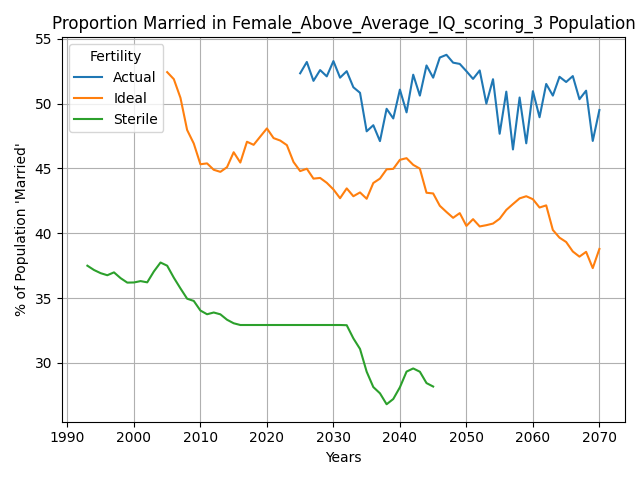 Proportion Married in Female_Above_Average_IQ_scoring_3 Population
% of Population 'Married'
55
50
45
40
35
30
Fertility
Actual
Ideal
Sterile
1990 2000 2010 2020 2030 2040 2050 2060 2070
Years